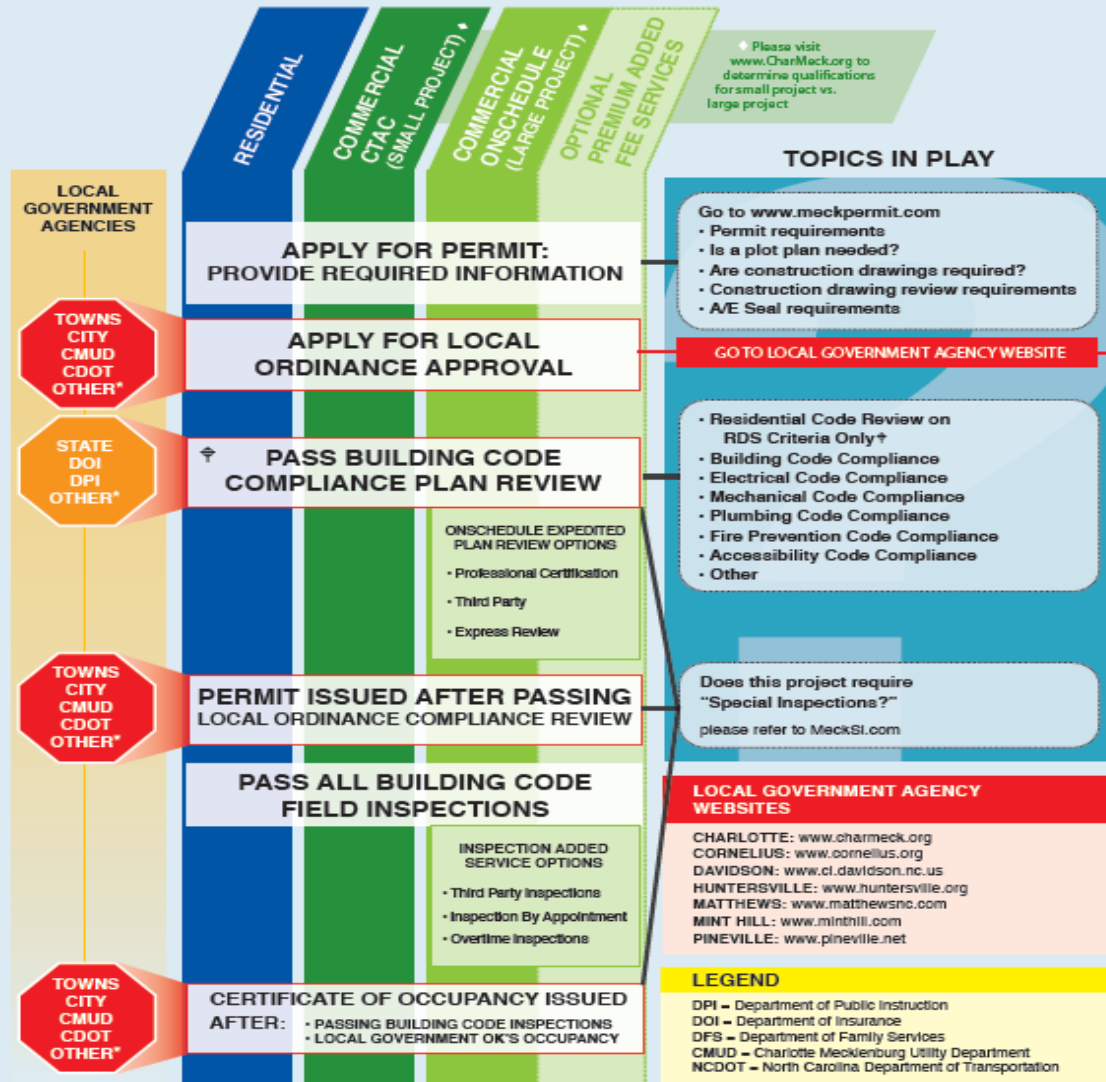 RESIDENTIAL
COMMERCIAL
CTAC
(SMALL PROJECT) ♦
COMMERCIAL
ONSCHEDULE
(LARGE PROJECT) ♦
OPTIONAL
PREMIUM ADDED
FEE SERVICES
♦ Please visit
www.CharMeck.org to
determine qualifications
for small project vs.
large project
LOCAL
GOVERNMENT
AGENCIES
TOPICS IN PLAY
APPLY FOR PERMIT:
PROVIDE REQUIRED INFORMATION
Go to www.meckpermit.com
• Permit requirements
• Is a plot plan needed?
• Are construction drawings required?
• Construction drawing review requirements
• A/E Seal requirements
TOWNS
CITY
CMUD
CDOT
OTHER*
APPLY FOR LOCAL
ORDINANCE APPROVAL
GO TO LOCAL GOVERNMENT AGENCY WEBSITE
STATE
DOI
DPI
OTHER*
✝ PASS BUILDING CODE
COMPLIANCE PLAN REVIEW
• Residential Code Review on
RDS Criteria Only✝
• Building Code Compliance
• Electrical Code Compliance
• Mechanical Code Compliance
• Plumbing Code Compliance
• Fire Prevention Code Compliance
• Accessibility Code Compliance
• Other
ONSCHEDULE EXPEDITED
PLAN REVIEW OPTIONS
• Professional Certification
• Third Party
• Express Review
TOWNS
CITY
CMUD
CDOT
OTHER*
PERMIT ISSUED AFTER PASSING
LOCAL ORDINANCE COMPLIANCE REVIEW
Does this project require
"Special Inspections?"
please refer to MeckSI.com
PASS ALL BUILDING CODE
FIELD INSPECTIONS
INSPECTION ADDED
SERVICE OPTIONS
• Third Party Inspections
• Inspection By Appointment
• Overtime Inspections
LOCAL GOVERNMENT AGENCY
WEBSITES
CHARLOTTE: www.charmeck.org
CORNELIUS: www.cornelius.org
DAVIDSON: www.ci.davidson.nc.us
HUNTERSVILLE: www.huntersville.org
MATTHEWS: www.matthewsnc.com
MINT HILL: www.minthill.com
PINEVILLE: www.pineville.net
TOWNS
CITY
CMUD
CDOT
OTHER*
CERTIFICATE OF OCCUPANCY ISSUED
AFTER: • PASSING BUILDING CODE INSPECTIONS
• LOCAL GOVERNMENT OK'S OCCUPANCY
LEGEND
DPI – Department of Public Instruction
DOI – Department of Insurance
DFS – Department of Family Services
CMUD – Charlotte Mecklenburg Utility Department
NCDOT – North Carolina Department of Transportation